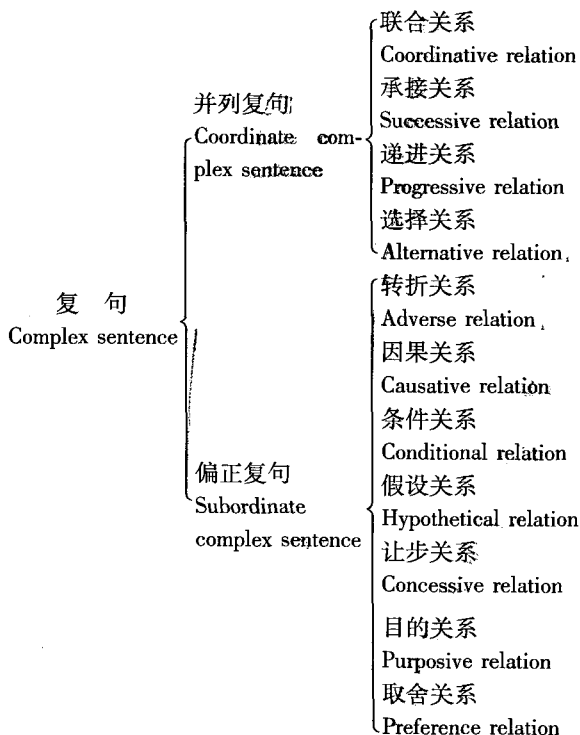 复 句
Complex sentence
并列复句
Coordinate com-
plex sentence
联合关系
Coordinative relation
承接关系
Successive relation
递进关系
Progressive relation
选择关系
Alternative relation
偏正复句
Subordinate
complex sentence
转折关系
Adverse relation
因果关系
Causative relation
条件关系
Conditional relation
假设关系
Hypothetical relation
让步关系
Concessive relation
目的关系
Purposive relation
取舍关系
Preference relation